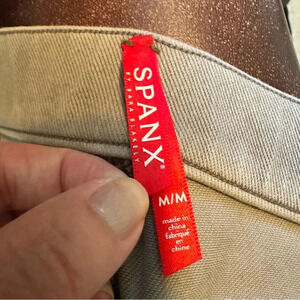 SPANX®
BY SARA BLAKELY
M/M
made in
china
fabriqué
en
chine